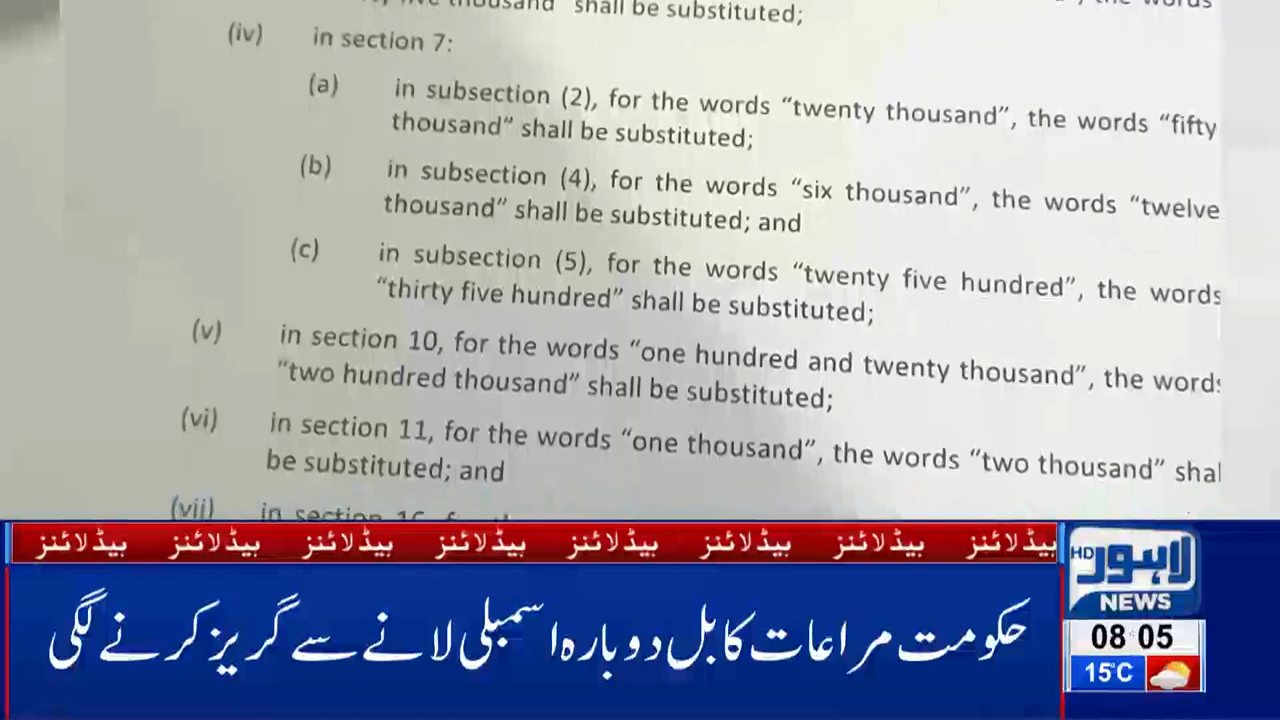 thousand" shall be substituted;
(iv) in section 7:
(a) in subsection (2), for the words "twenty thousand", the words "fifty
thousand" shall be substituted;
(b) in subsection (4), for the words "six thousand", the words "twelve
thousand" shall be substituted; and
(c) in subsection (5), for the words "twenty five hundred", the words
"thirty five hundred" shall be substituted;
(v) in section 10, for the words "one hundred and twenty thousand", the words
"two hundred thousand" shall be substituted;
(vi) in section 11, for the words "one thousand", the words "two thousand" shal
be substituted; and
(vii) in section
ہیڈلائنز ہیڈلائنز ہیڈلائنز ہیڈلائنز ہیڈلائنز ہیڈلائنز ہیڈلائنز ہیڈلائنز
حکومت مراعات کا بل دوبارہ اسمبلی لانے سے گریز کرنے لگی
HD لاہور
NEWS
08:05
15°C